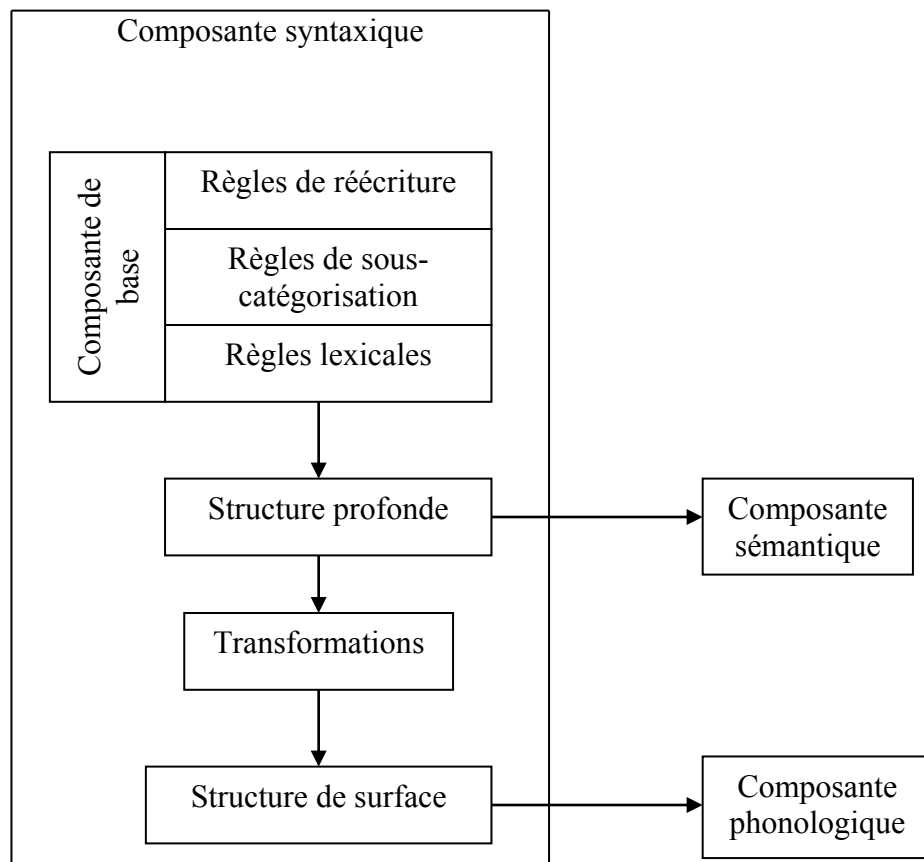 Composante syntaxique
Composante de
base
Règles de réécriture
Règles de sous-
catégorisation
Règles lexicales
Structure profonde
Composante
sémantique
Transformations
Structure de surface
Composante
phonologique